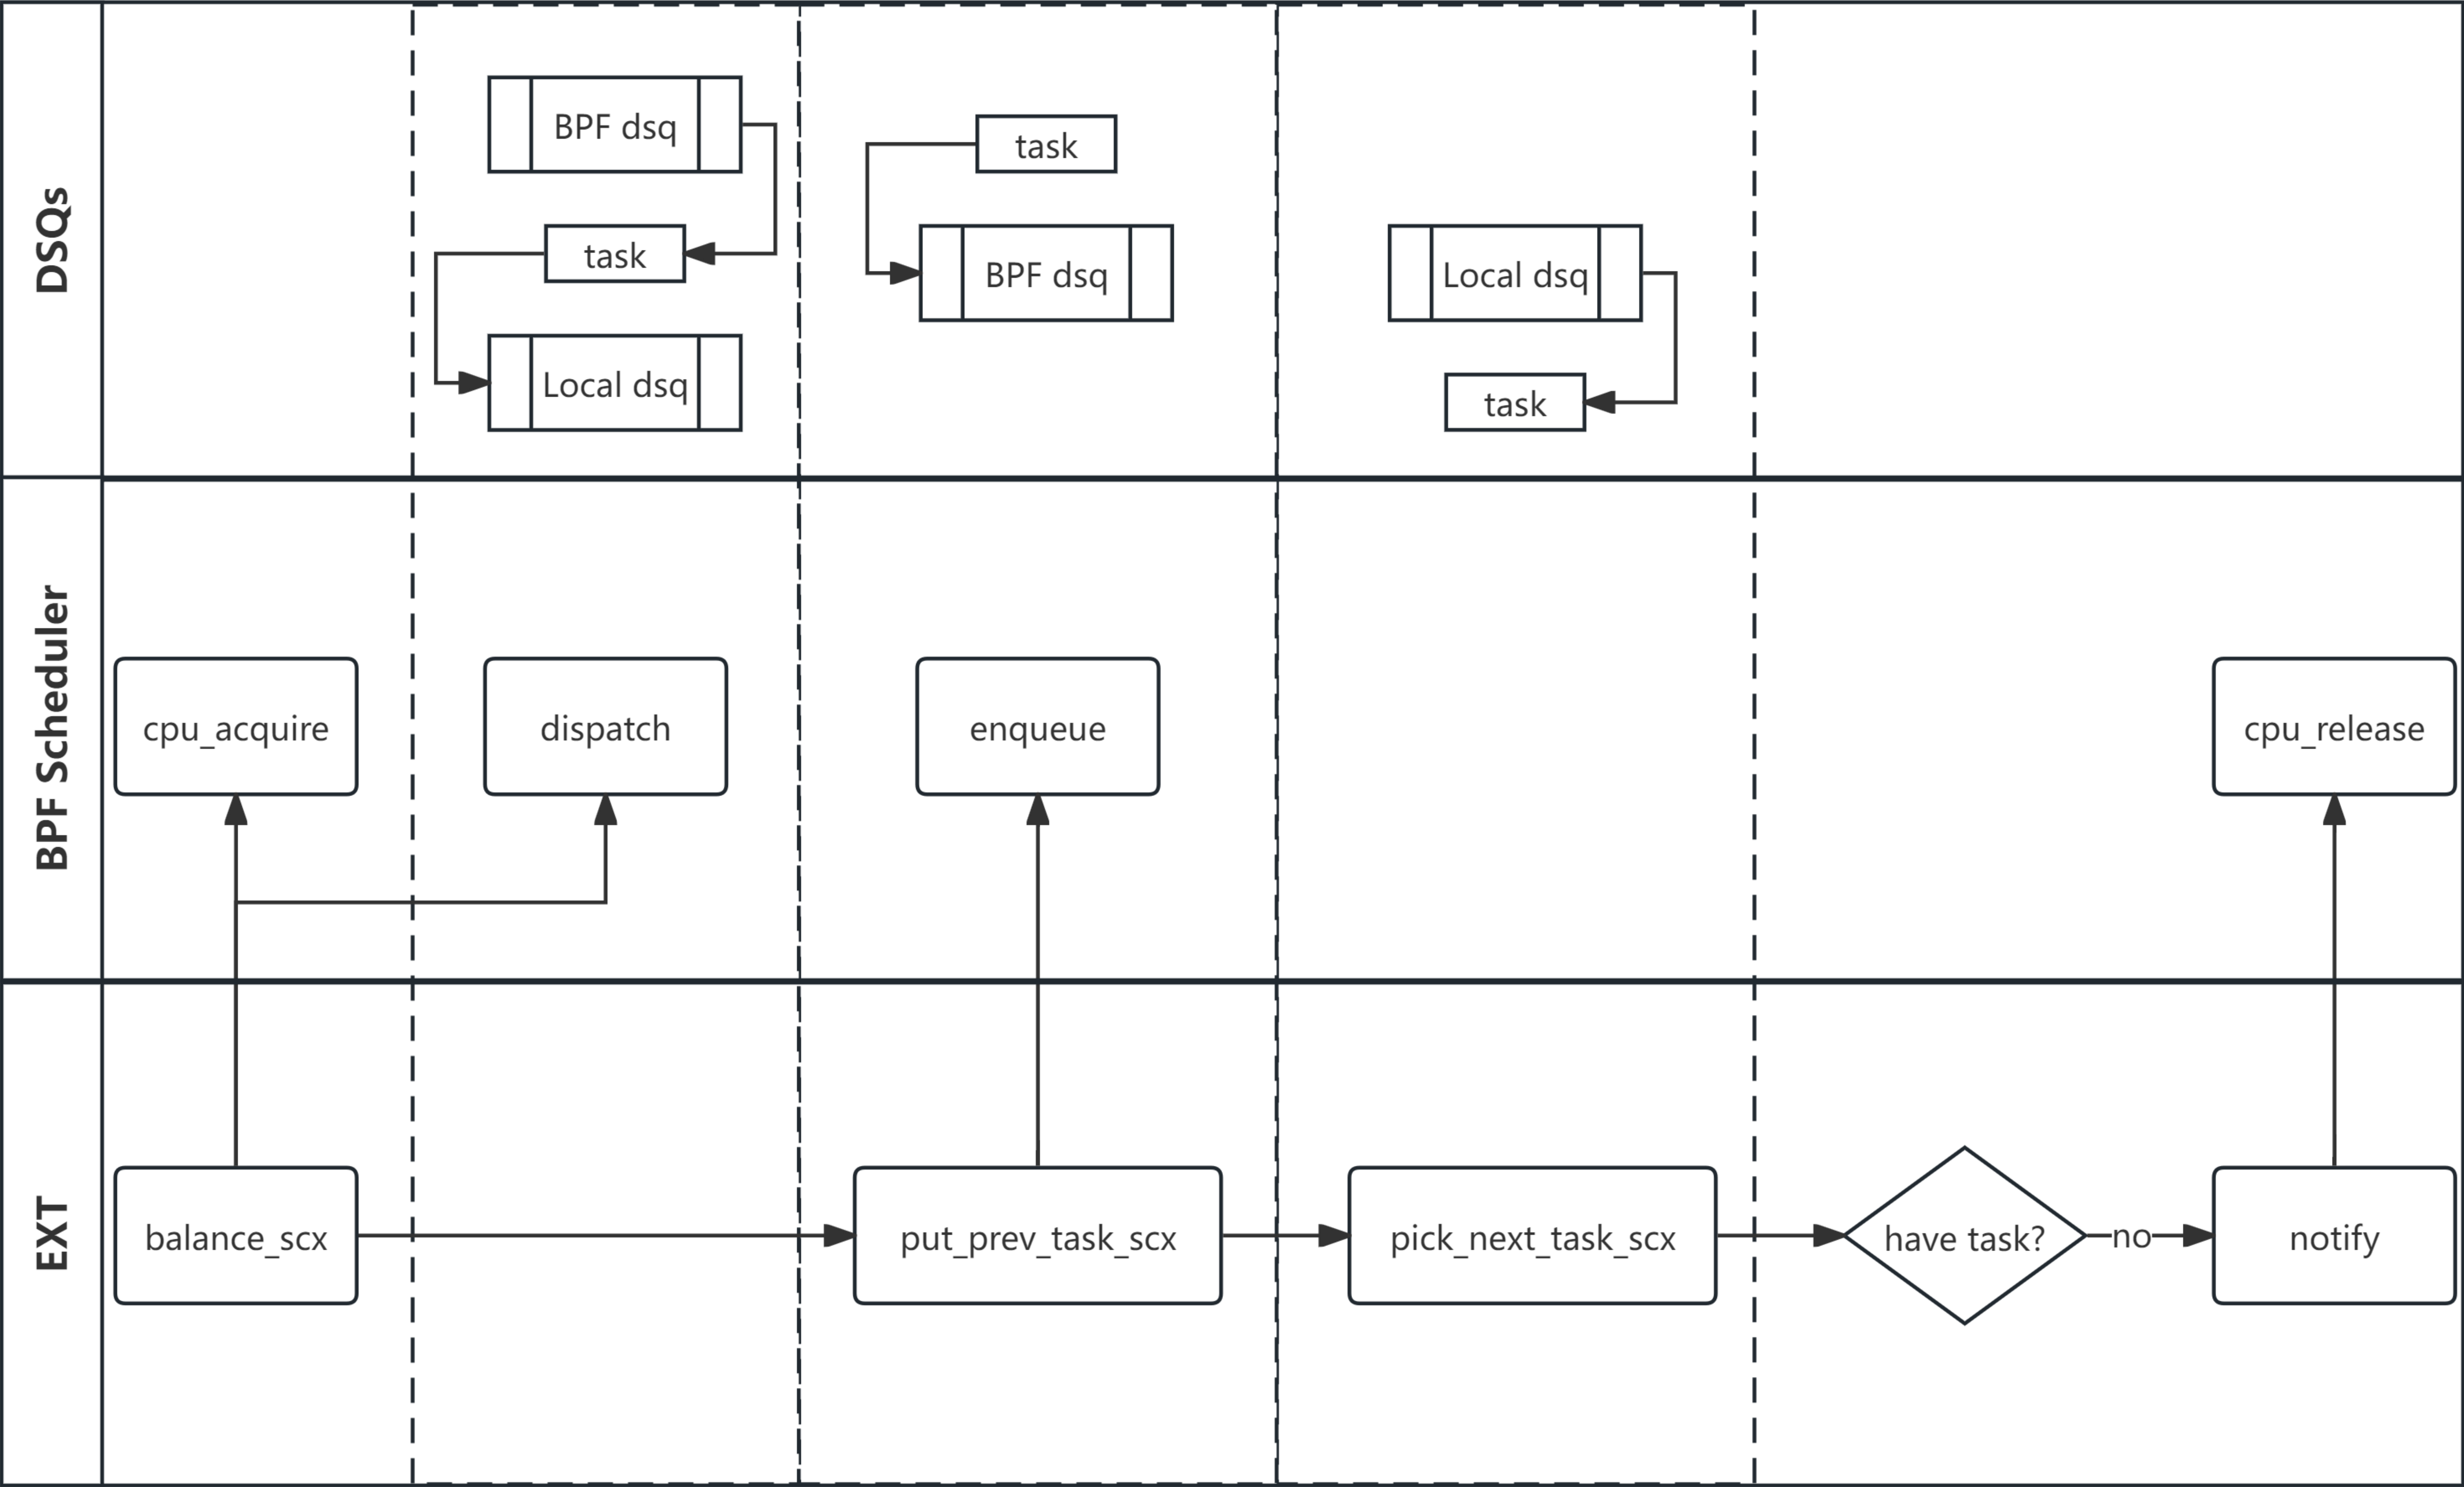 DSQs
BPF dsq
task
Local dsq
task
BPF dsq
Local dsq
task
BPF Scheduler
cpu_acquire
dispatch
enqueue
cpu_release
EXT
balance_scx
put_prev_task_scx
pick_next_task_scx
have task?
no
notify